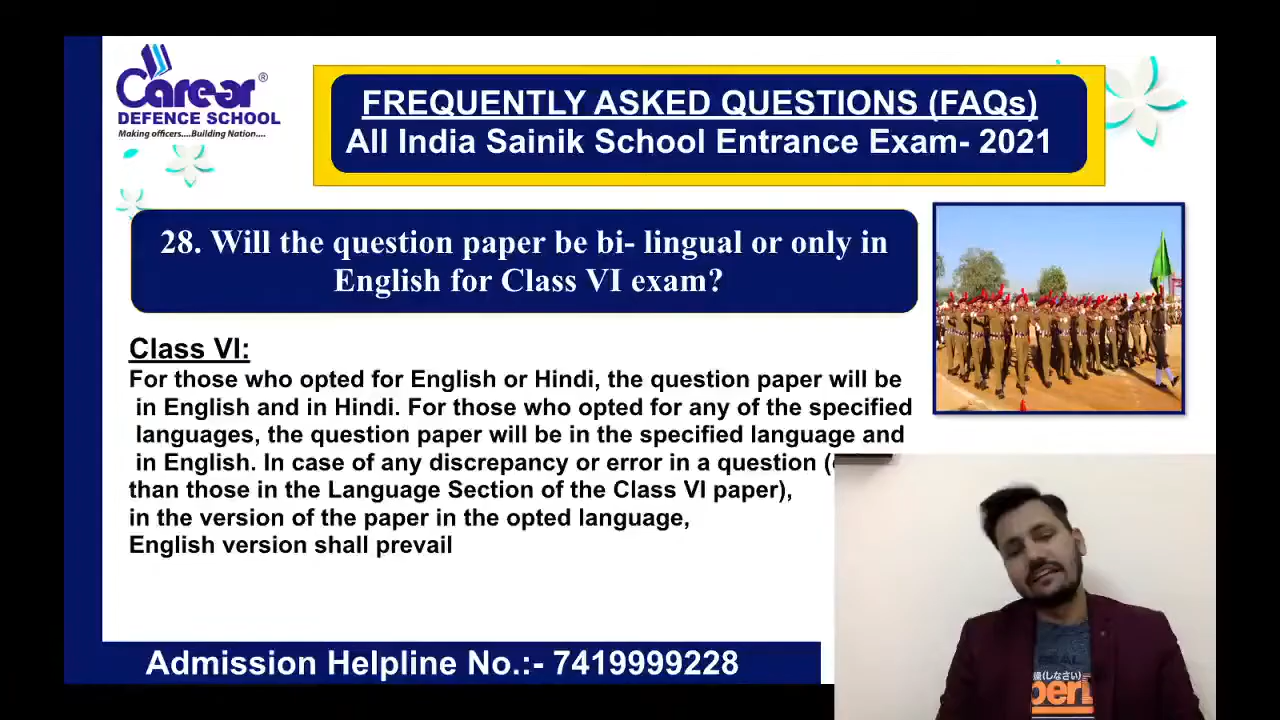 Carear®
DEFENCE SCHOOL
Making officers....Building Nation....
FREQUENTLY ASKED QUESTIONS (FAQs)
All India Sainik School Entrance Exam- 2021
28. Will the question paper be bi- lingual or only in
English for Class VI exam?
Class VI:
For those who opted for English or Hindi, the question paper will be
in English and in Hindi. For those who opted for any of the specified
languages, the question paper will be in the specified language and
in English. In case of any discrepancy or error in a question (
than those in the Language Section of the Class VI paper),
in the version of the paper in the opted language,
English version shall prevail
Admission Helpline No.:- 7419999228
(しなさい)